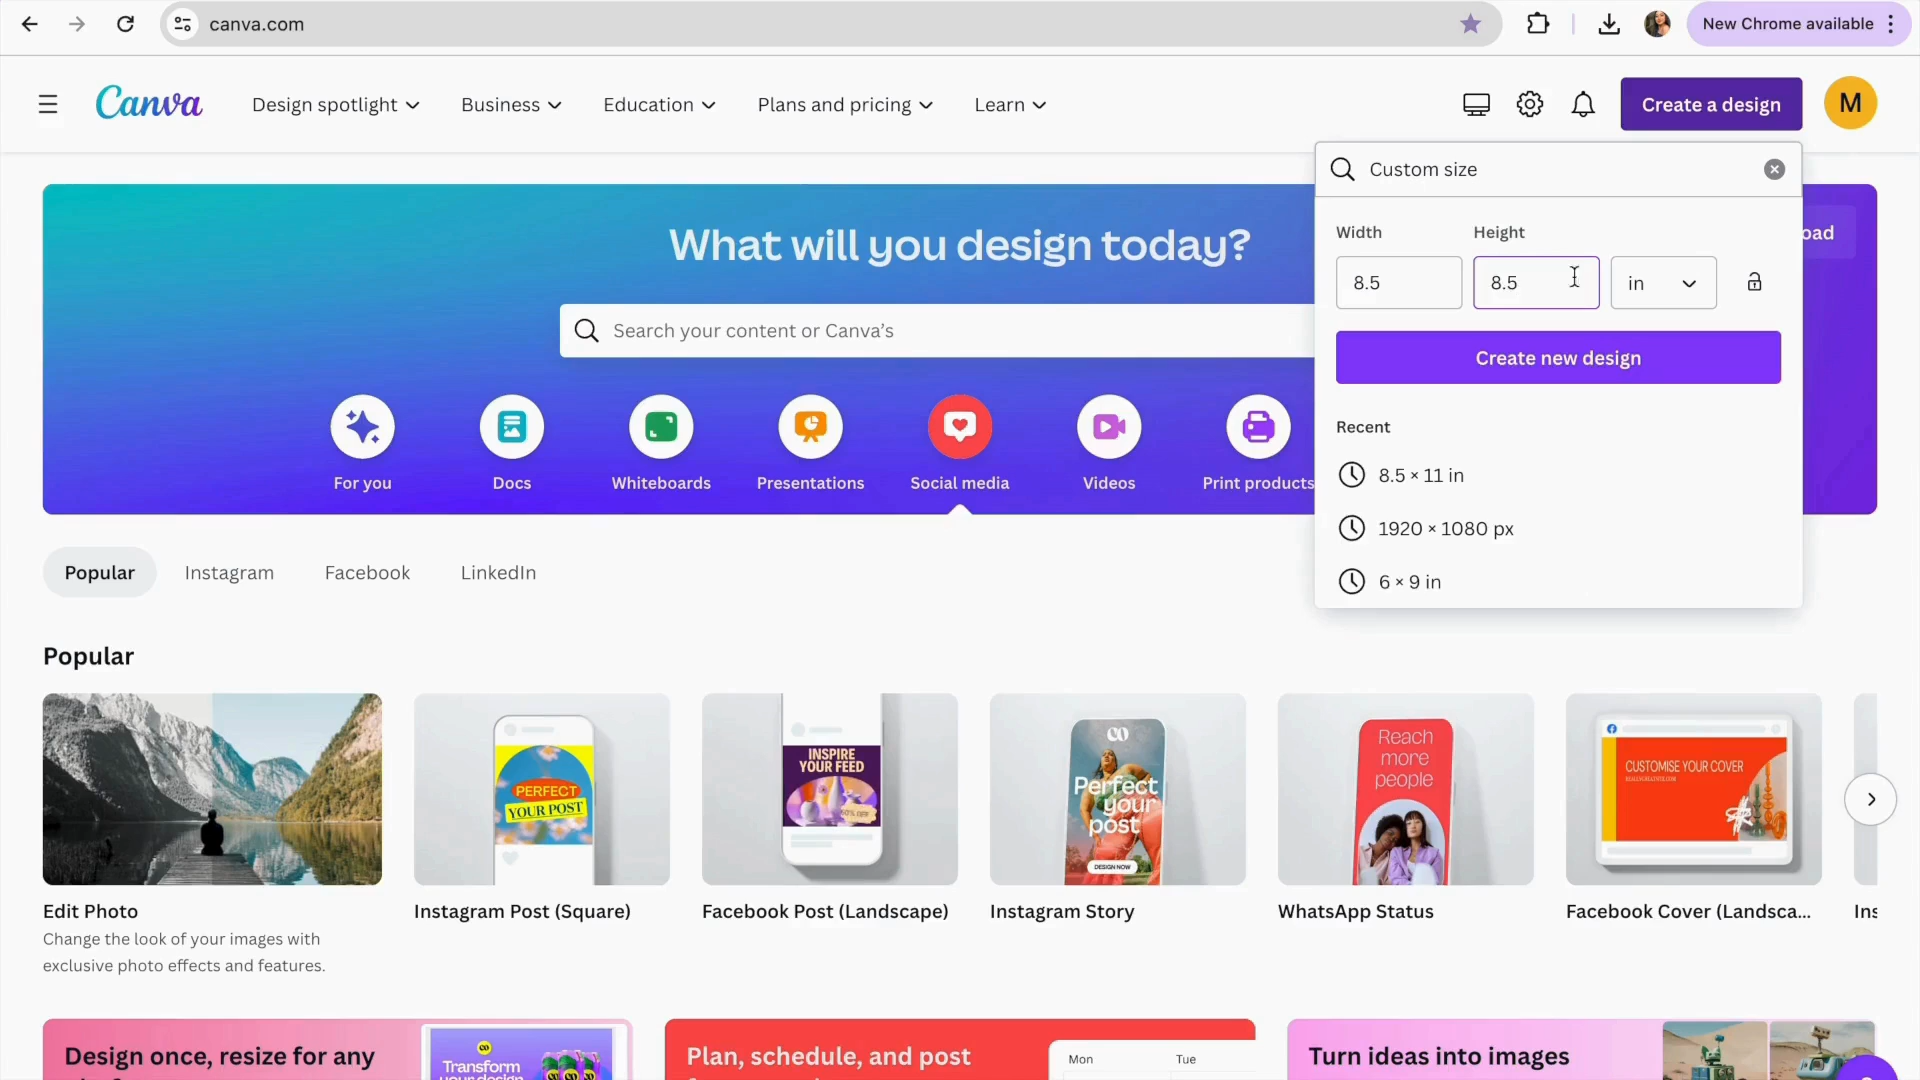 canva.com
New Chrome available
Canva
Design spotlight
Business
Education
Plans and pricing
Learn
Create a design
M
Custom size
Width
Height
8.5
8.5
in
Create new design
Recent
8.5 × 11 in
1920 × 1080 px
6 × 9 in
oad
What will you design today?
Search your content or Canva's
For you
Docs
Whiteboards
Presentations
Social media
Videos
Print products
Popular
Instagram
Facebook
LinkedIn
Popular
PERFECT
YOUR POST
INSPIRE
YOUR FEED
Perfect
your
post
DESIGN NOW
Reach
more
people
CUSTOMISE YOUR COVER
Edit Photo
Change the look of your images with
exclusive photo effects and features.
Instagram Post (Square)
Facebook Post (Landscape)
Instagram Story
WhatsApp Status
Facebook Cover (Landsca...
Ins
Design once, resize for any
Transform
your design
Plan, schedule, and post
Mon
Tue
Turn ideas into images